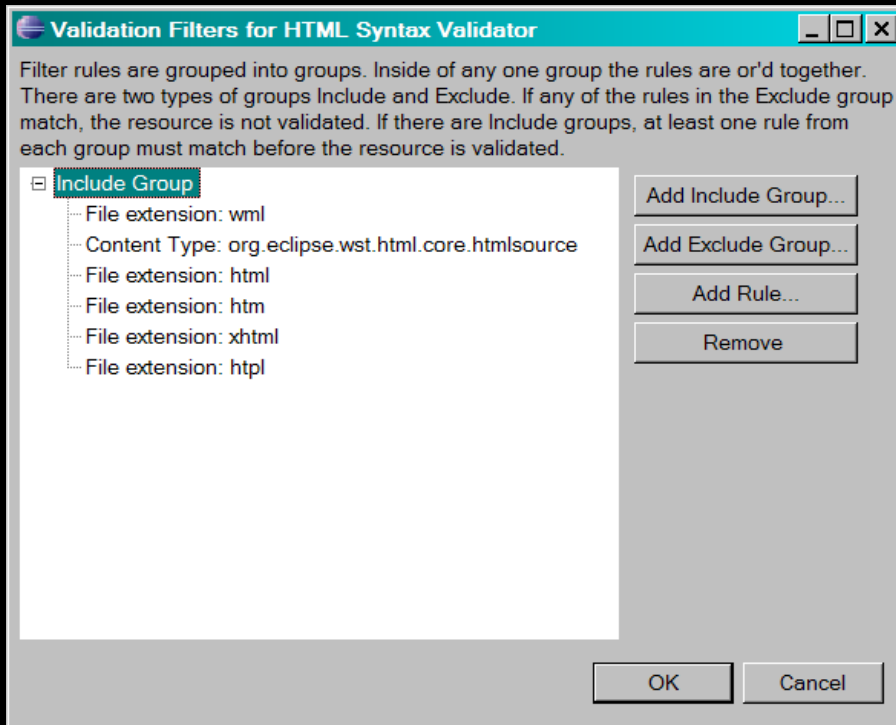 Validation Filters for HTML Syntax Validator
Filter rules are grouped into groups. Inside of any one group the rules are or'd together.
There are two types of groups Include and Exclude. If any of the rules in the Exclude group
match, the resource is not validated. If there are Include groups, at least one rule from
each group must match before the resource is validated.
Include Group
File extension: wml
Content Type: org.eclipse.wst.html.core.htmlsource
File extension: html
File extension: htm
File extension: xhtml
File extension: htpl
Add Include Group...
Add Exclude Group...
Add Rule...
Remove
OK
Cancel